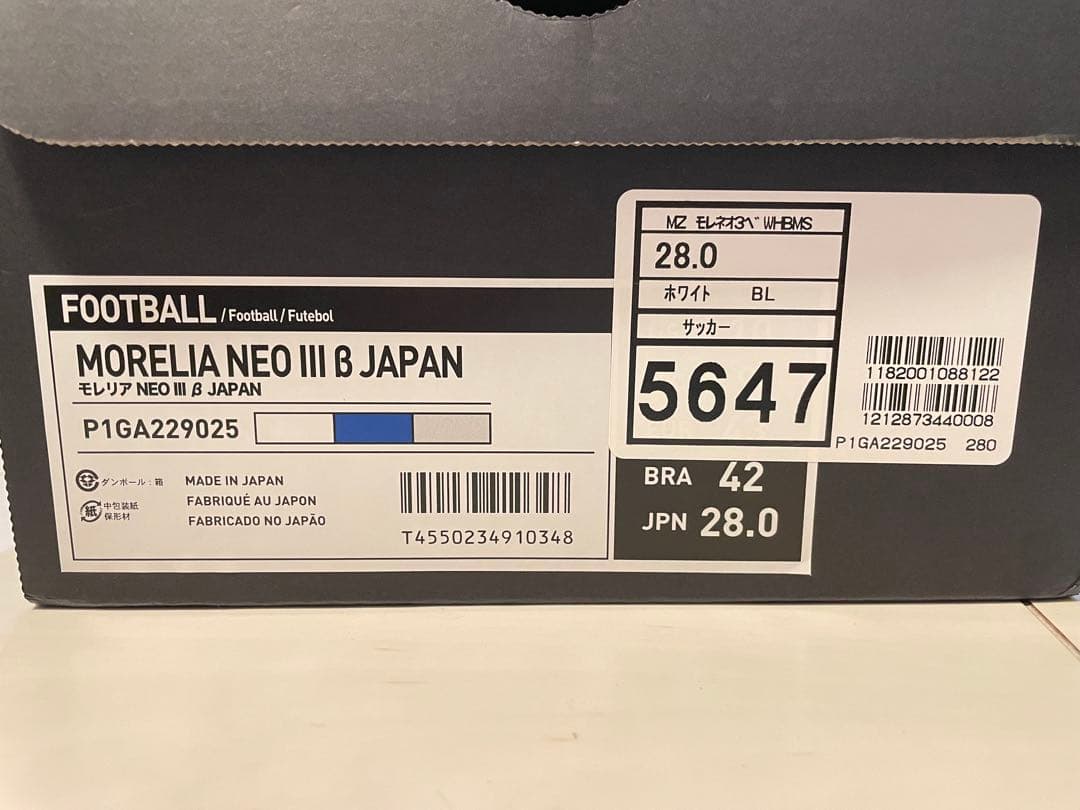 FOOTBALL / Football / Futebol
MORELIA NEO III β JAPAN
モレリア NEO III β JAPAN
P1GA229025
ダンボール : 箱
紙
中包装紙
保形材
MADE IN JAPAN
FABRIQUÉ AU JAPON
FABRICADO NO JAPÃO
T4550234910348
BRA 42
JPN 28.0
MZ モレネオ3ベ WHBMS
28.0
ホワイト BL
サッカー
5647
1182001088122
1212873440008
P1GA229025 280